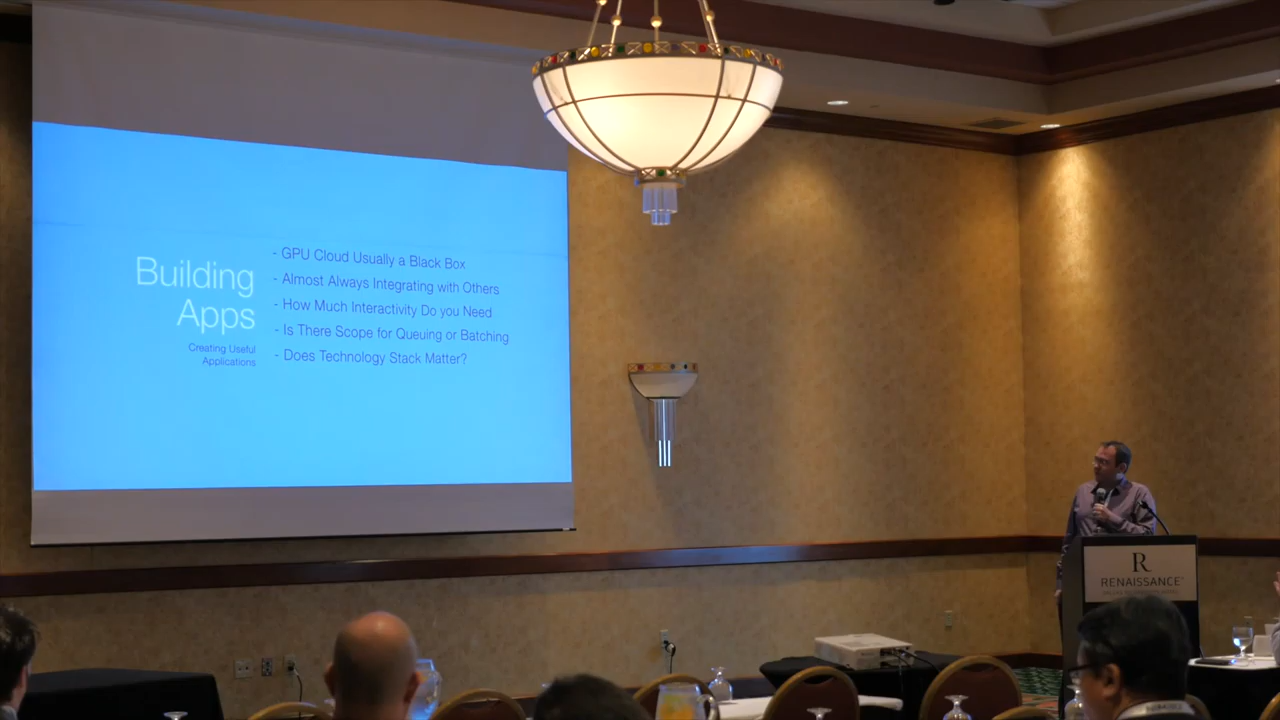 Building
Apps
Creating Useful
Applications
- GPU Cloud Usually a Black Box
- Almost Always Integrating with Others
- How Much Interactivity Do you Need
- Is There Scope for Queuing or Batching
- Does Technology Stack Matter?
R
RENAISSANCE